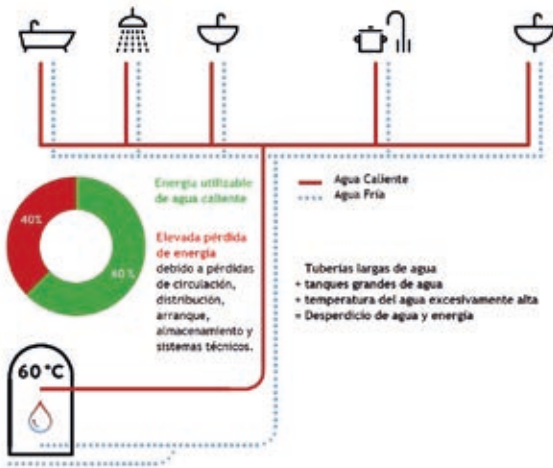 Energía utilizable
de agua caliente
40%
60%
Elevada pérdida
de energía
debido a pérdidas
de circulación,
distribución,
arranque,
almacenamiento y
sistemas técnicos.
Agua Caliente
Agua Fría
Tuberías largas de agua
+ tanques grandes de agua
+ temperatura del agua excesivamente alta
= Desperdicio de agua y energía
60°C